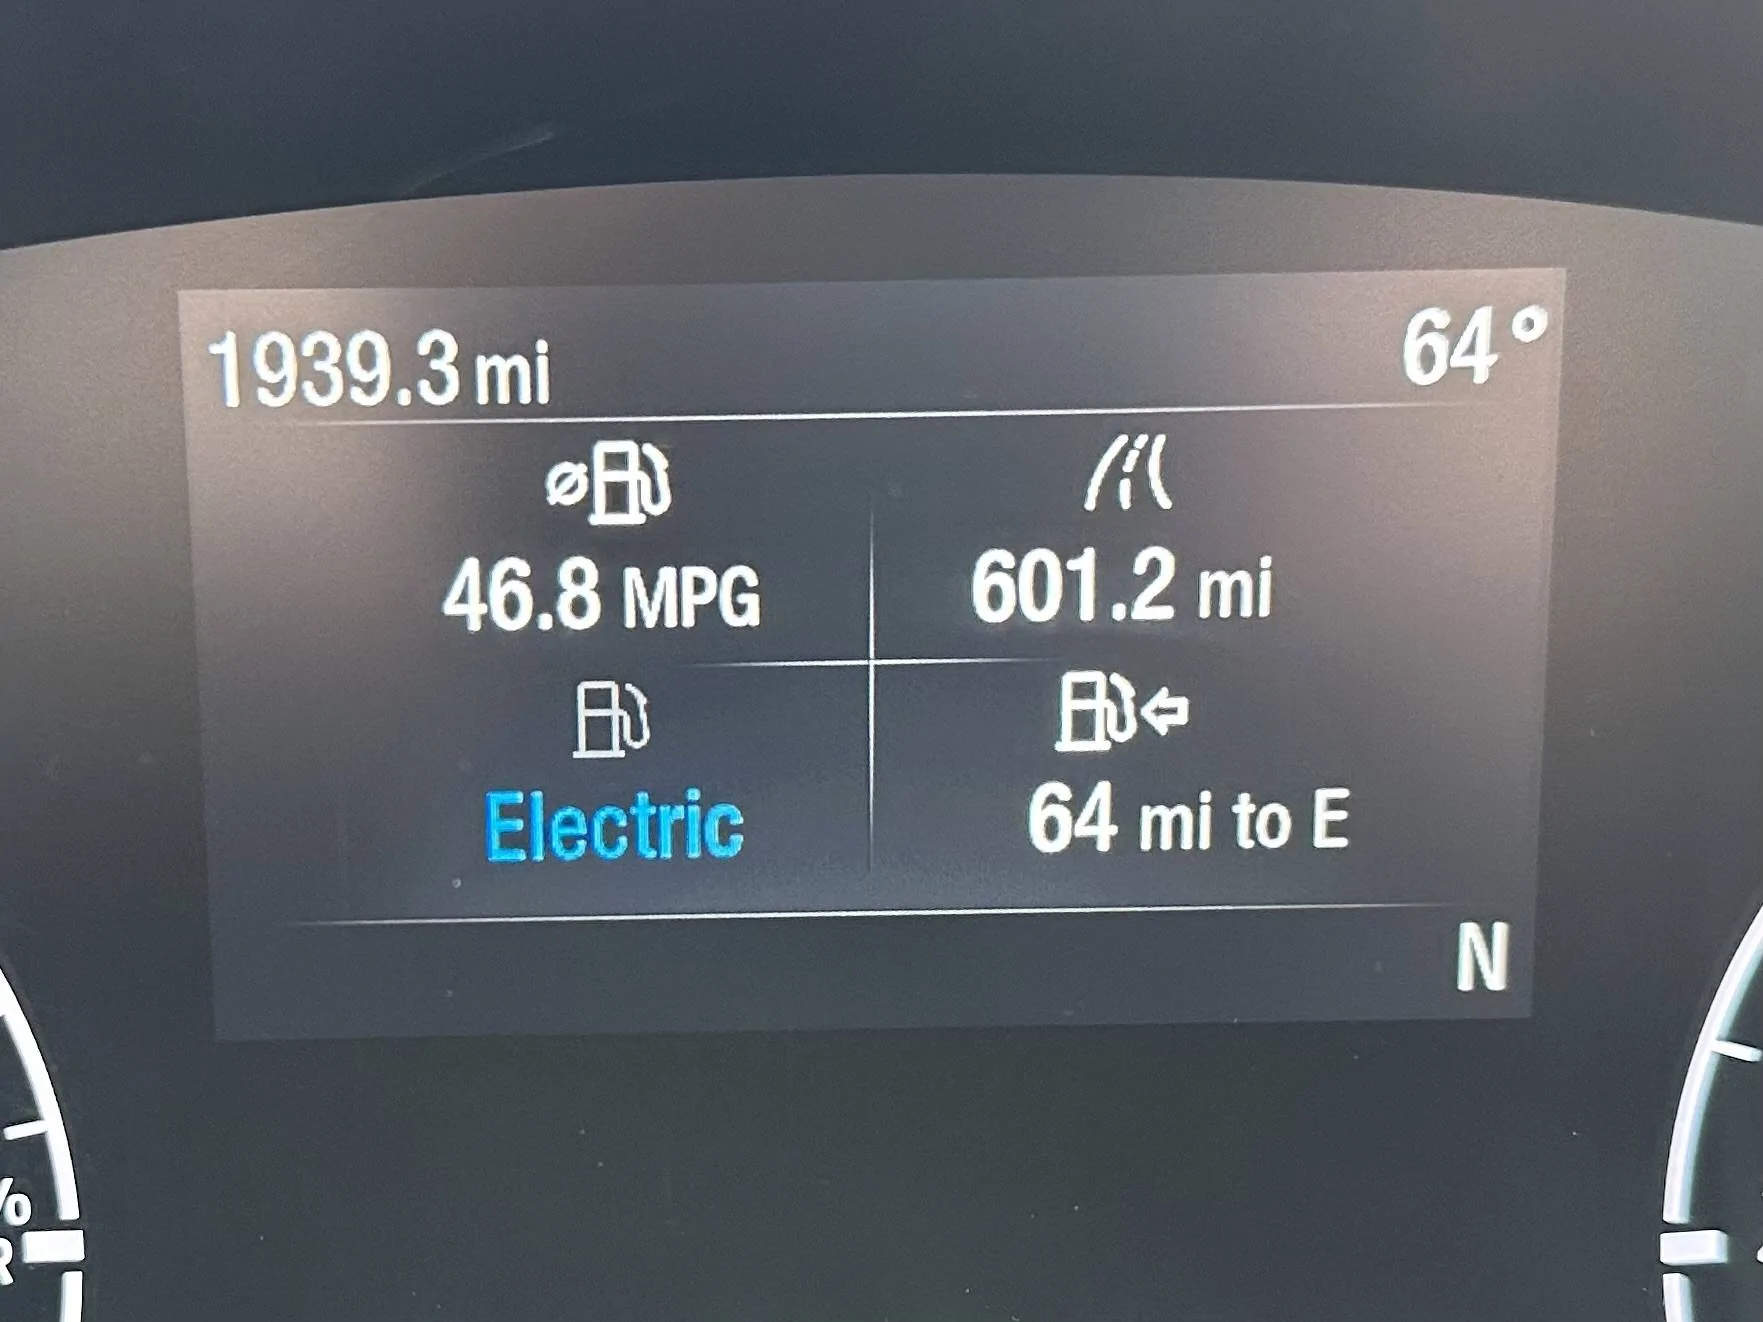 1939.3 mi 64°
46.8 MPG 601.2 mi
Electric 64 mi to E
N
%
R